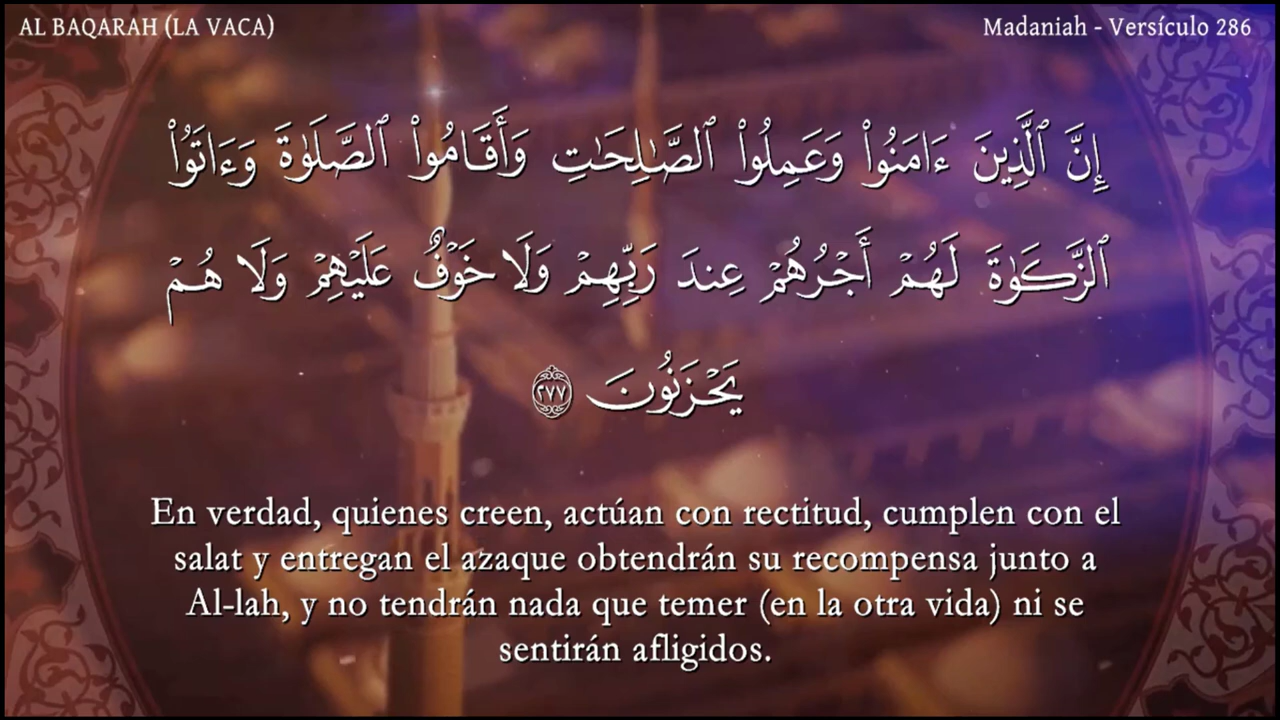 AL BAQARAH (LA VACA)
Madaniah - Versículo 286
إِنَّ ٱلَّذِينَ ءَامَنُوا۟ وَعَمِلُوا۟ ٱلصَّـٰلِحَـٰتِ وَأَقَامُوا۟ ٱلصَّلَوٰةَ وَءَاتَوُا۟
ٱلزَّكَوٰةَ لَهُمْ أَجْرُهُمْ عِندَ رَبِّهِمْ وَلَا خَوْفٌ عَلَيْهِمْ وَلَا هُمْ
يَحْزَنُونَ ٢٧٧
En verdad, quienes creen, actúan con rectitud, cumplen con el
salat y entregan el azaque obtendrán su recompensa junto a
Al-lah, y no tendrán nada que temer (en la otra vida) ni se
sentirán afligidos.